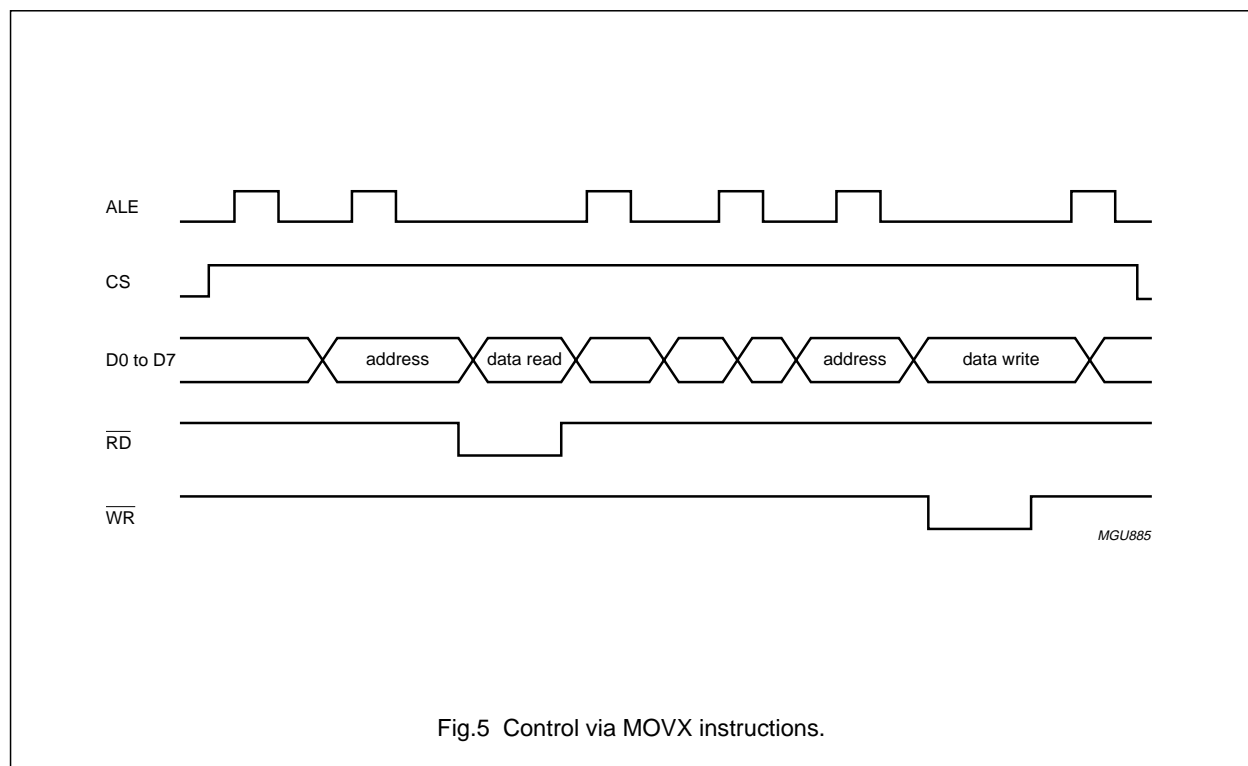 ALE
CS
D0 to D7
address
data read
address
data write
RD
WR
MGU885
Fig.5 Control via MOVX instructions.